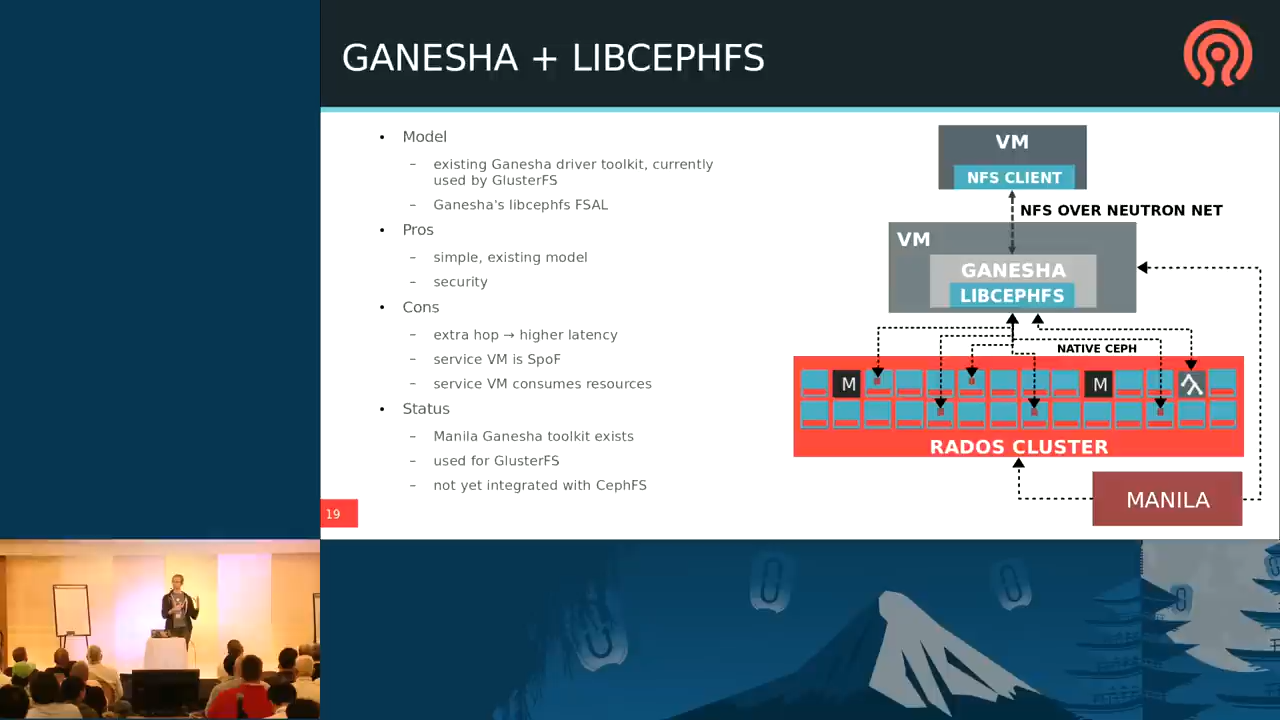 GANESHA + LIBCEPHFS
• Model
– existing Ganesha driver toolkit, currently
used by GlusterFS
– Ganesha's libcephfs FSAL
• Pros
– simple, existing model
– security
• Cons
– extra hop → higher latency
– service VM is SpoF
– service VM consumes resources
• Status
– Manila Ganesha toolkit exists
– used for GlusterFS
– not yet integrated with CephFS
19
VM
NFS CLIENT
NFS OVER NEUTRON NET
VM
GANESHA
LIBCEPHFS
NATIVE CEPH
M
M
RADOS CLUSTER
MANILA